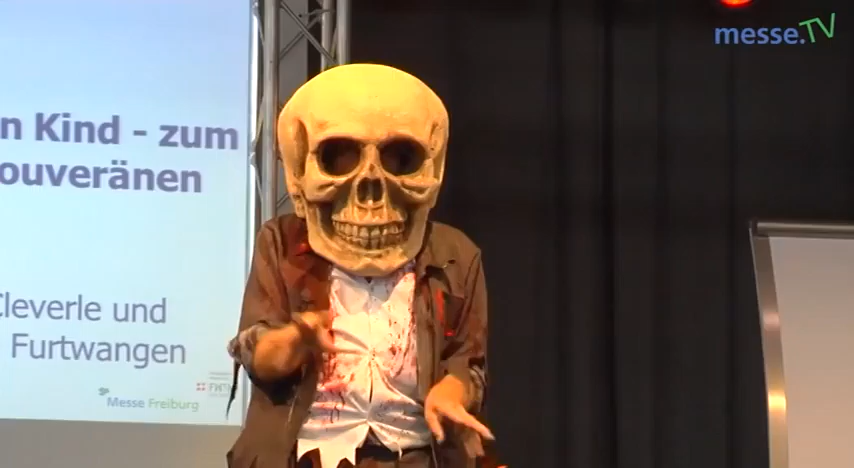 messe.TV
n Kind - zum
ouveränen
Cleverle und
Furtwangen
Messe Freiburg